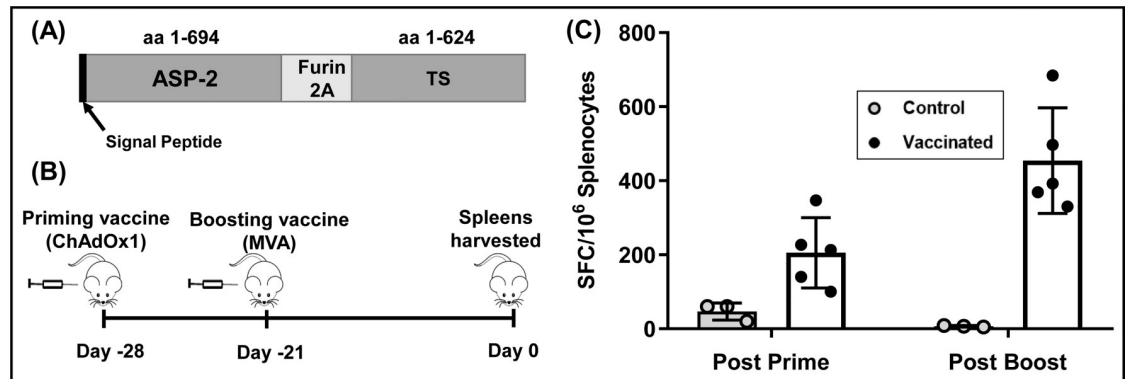 (A)
aa 1-694
aa 1-624
ASP-2
Furin
2A
TS
Signal Peptide
(B)
Priming vaccine
(ChAdOx1)
Boosting vaccine
(MVA)
Spleens
harvested
Day -28
Day -21
Day 0
(C)
SFC/10⁶ Splenocytes
800
600
400
200
0
Control
Vaccinated
Post Prime
Post Boost